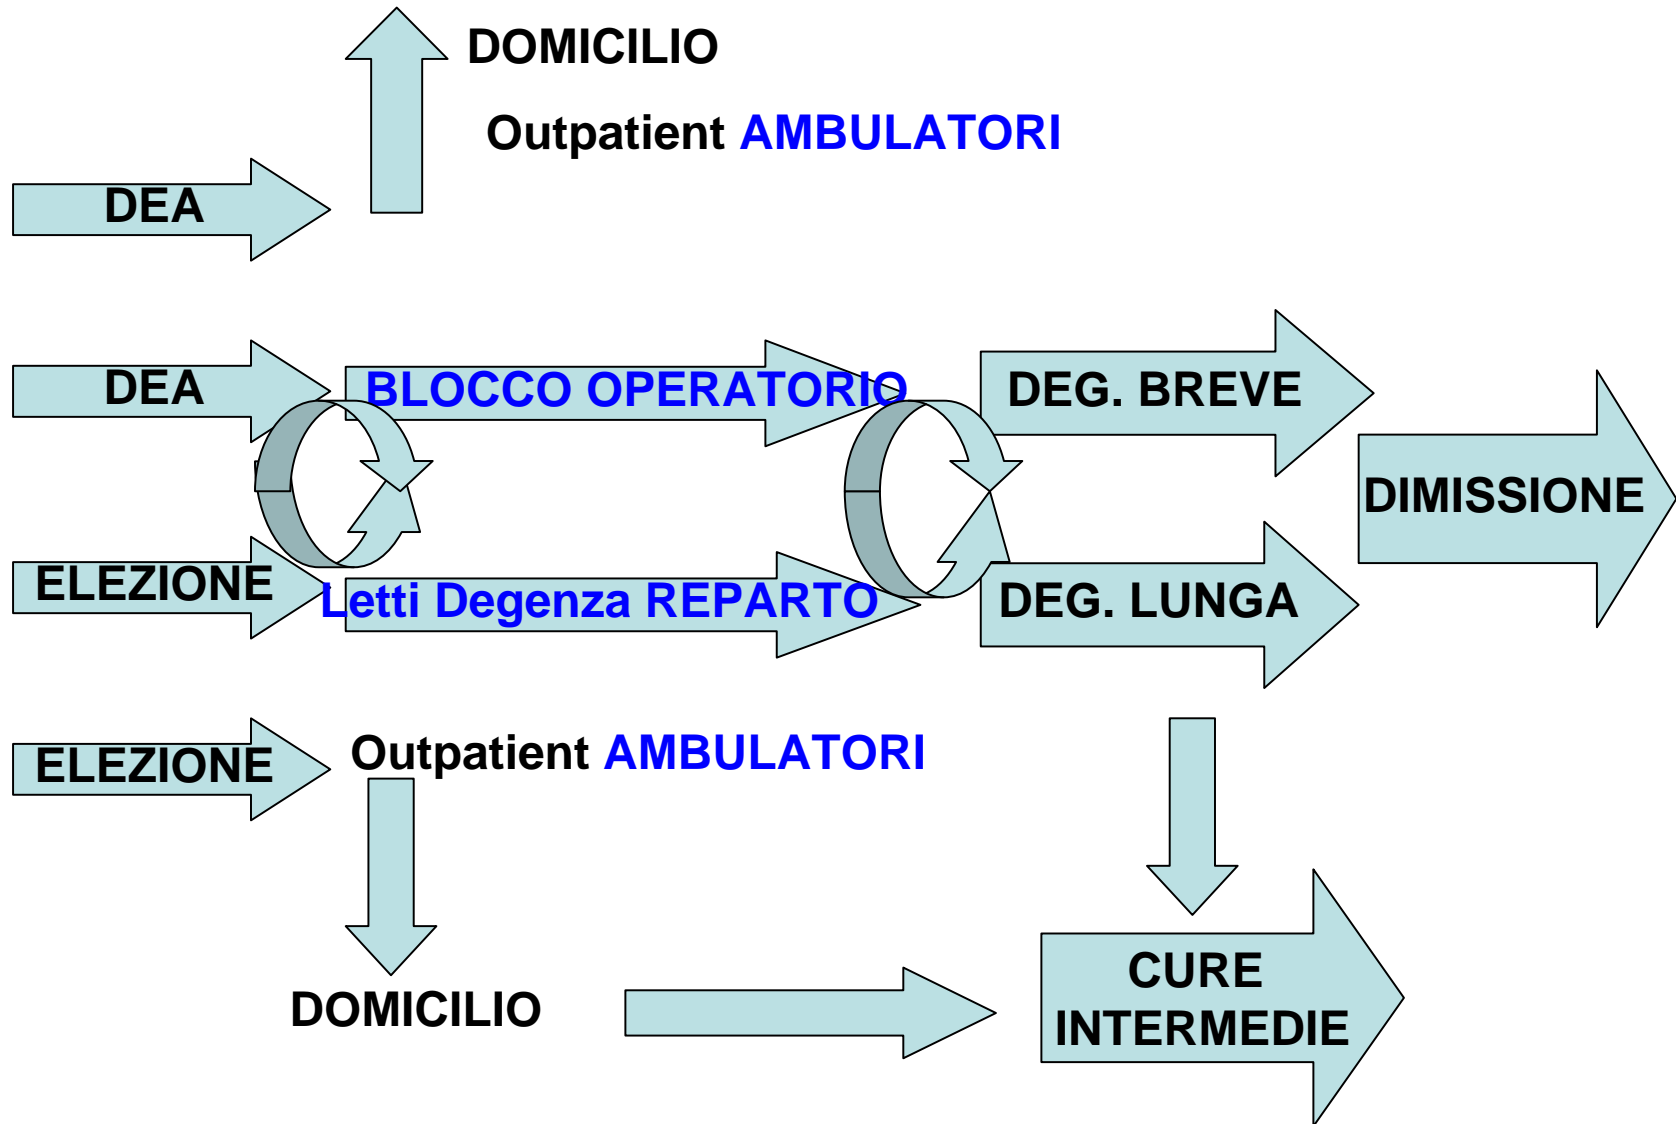 DOMICILIO
Outpatient AMBULATORI
DEA
DEA
BLOCCO OPERATORIO
DEG. BREVE
DIMISSIONE
ELEZIONE
Letti Degenza REPARTO
DEG. LUNGA
ELEZIONE
Outpatient AMBULATORI
DOMICILIO
CURE
INTERMEDIE